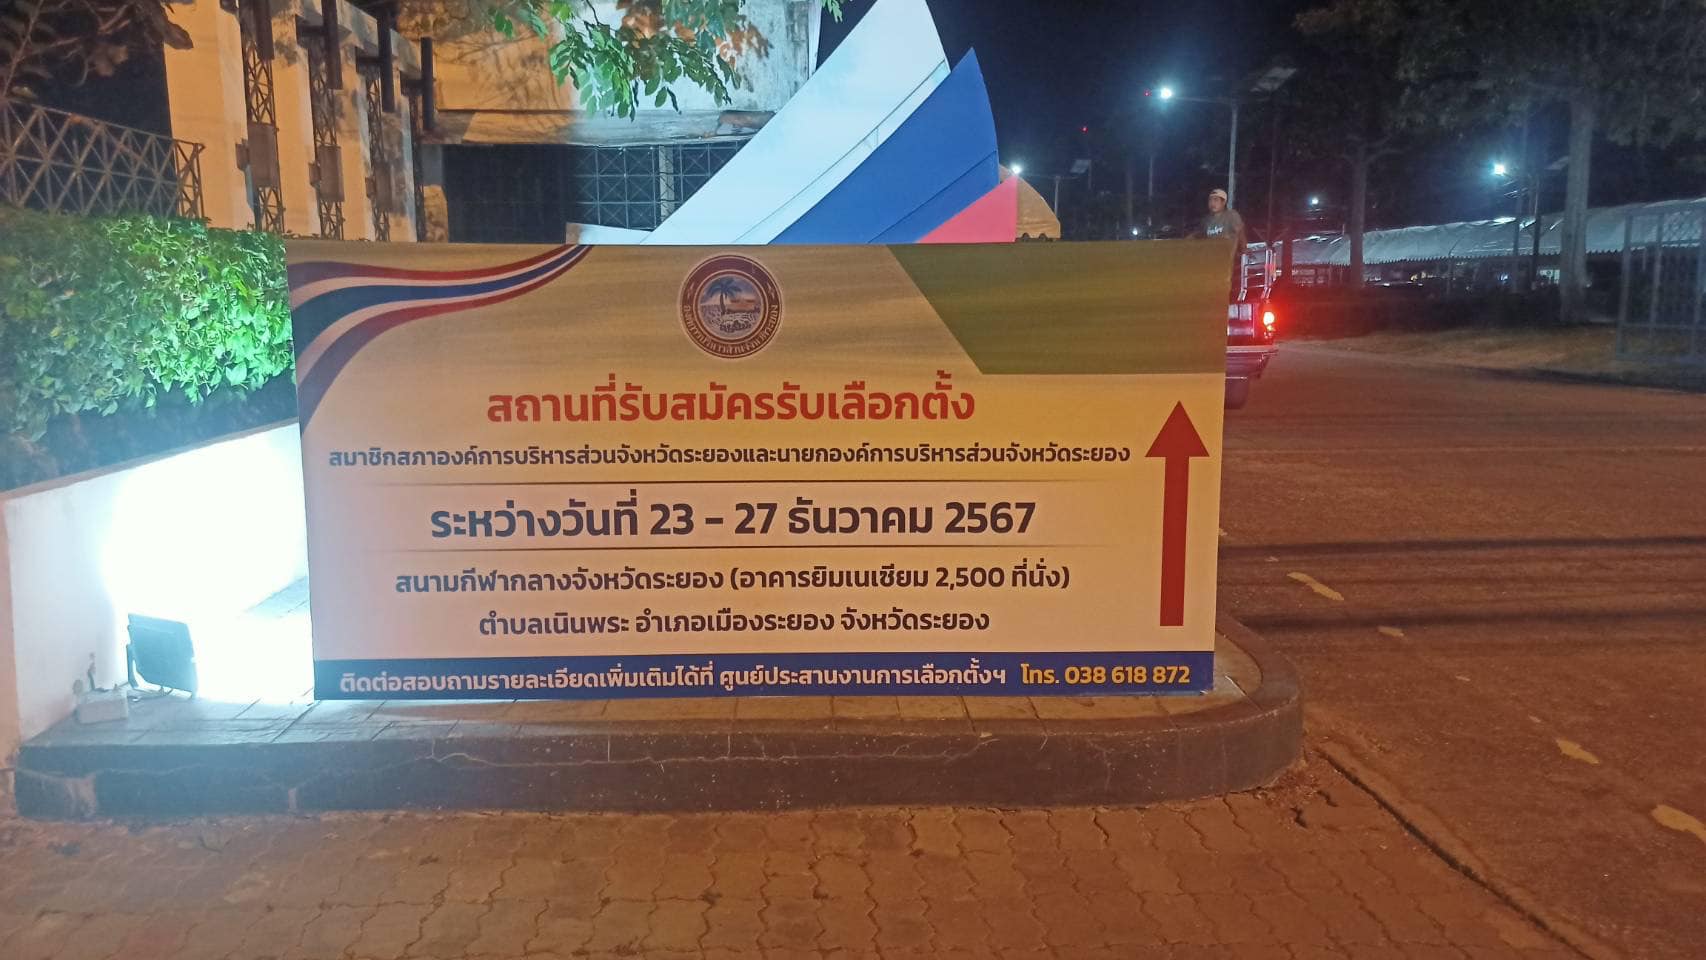 สถานที่รับสมัครรับเลือกตั้ง
สมาชิกสภาองค์การบริหารส่วนจังหวัดระยองและนายกองค์การบริหารส่วนจังหวัดระยอง
ระหว่างวันที่ 23 - 27 ธันวาคม 2567
สนามกีฬากลางจังหวัดระยอง (อาคารยิมเนเซียม 2,500 ที่นั่ง)
ตำบลเนินพระ อำเภอเมืองระยอง จังหวัดระยอง
ติดต่อสอบถามรายละเอียดเพิ่มเติมได้ที่ ศูนย์ประสานงานการเลือกตั้งฯ โทร. 038 618 872